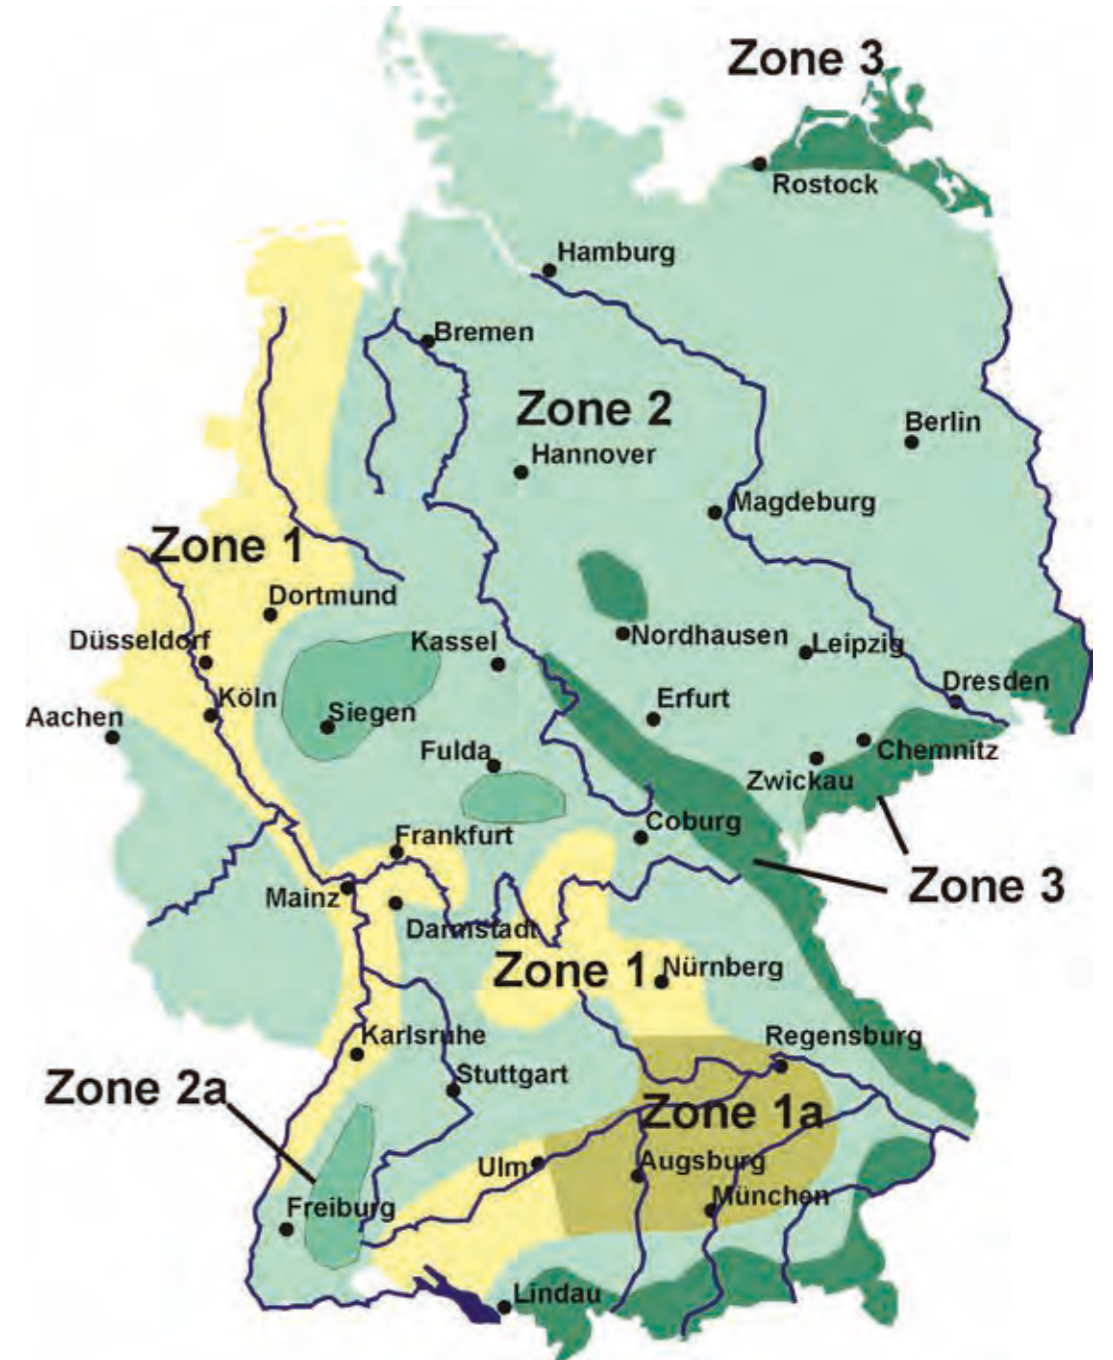 Zone 3
Rostock
Hamburg
Bremen
Zone 2
Berlin
Hannover
Magdeburg
Zone 1
Dortmund
Düsseldorf
Kassel
Nordhausen
Leipzig
Köln
Dresden
Aachen
Siegen
Erfurt
Fulda
Chemnitz
Zwickau
Coburg
Frankfurt
Zone 3
Mainz
Darmstadt
Zone 1
Nürnberg
Karlsruhe
Regensburg
Zone 2a
Stuttgart
Zone 1a
Ulm
Augsburg
München
Freiburg
Lindau